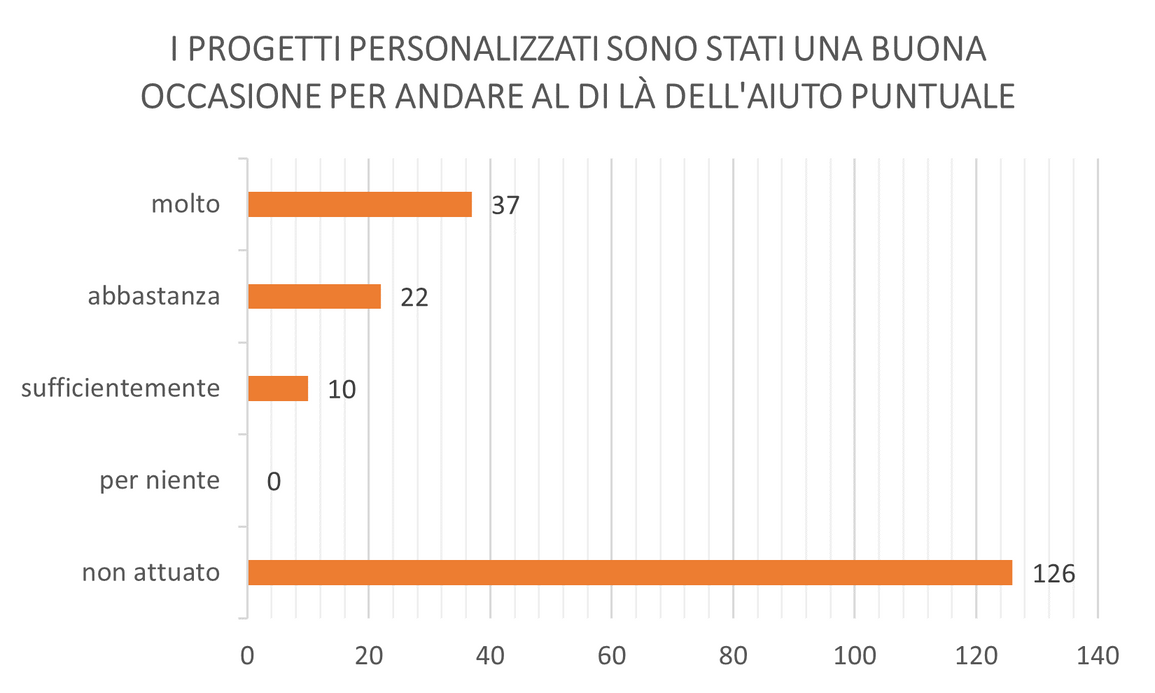 I PROGETTI PERSONALIZZATI SONO STATI UNA BUONA
OCCASIONE PER ANDARE AL DI LÀ DELL'AIUTO PUNTUALE
molto 37
abbastanza 22
sufficientemente 10
per niente 0
non attuato 126
0 20 40 60 80 100 120 140